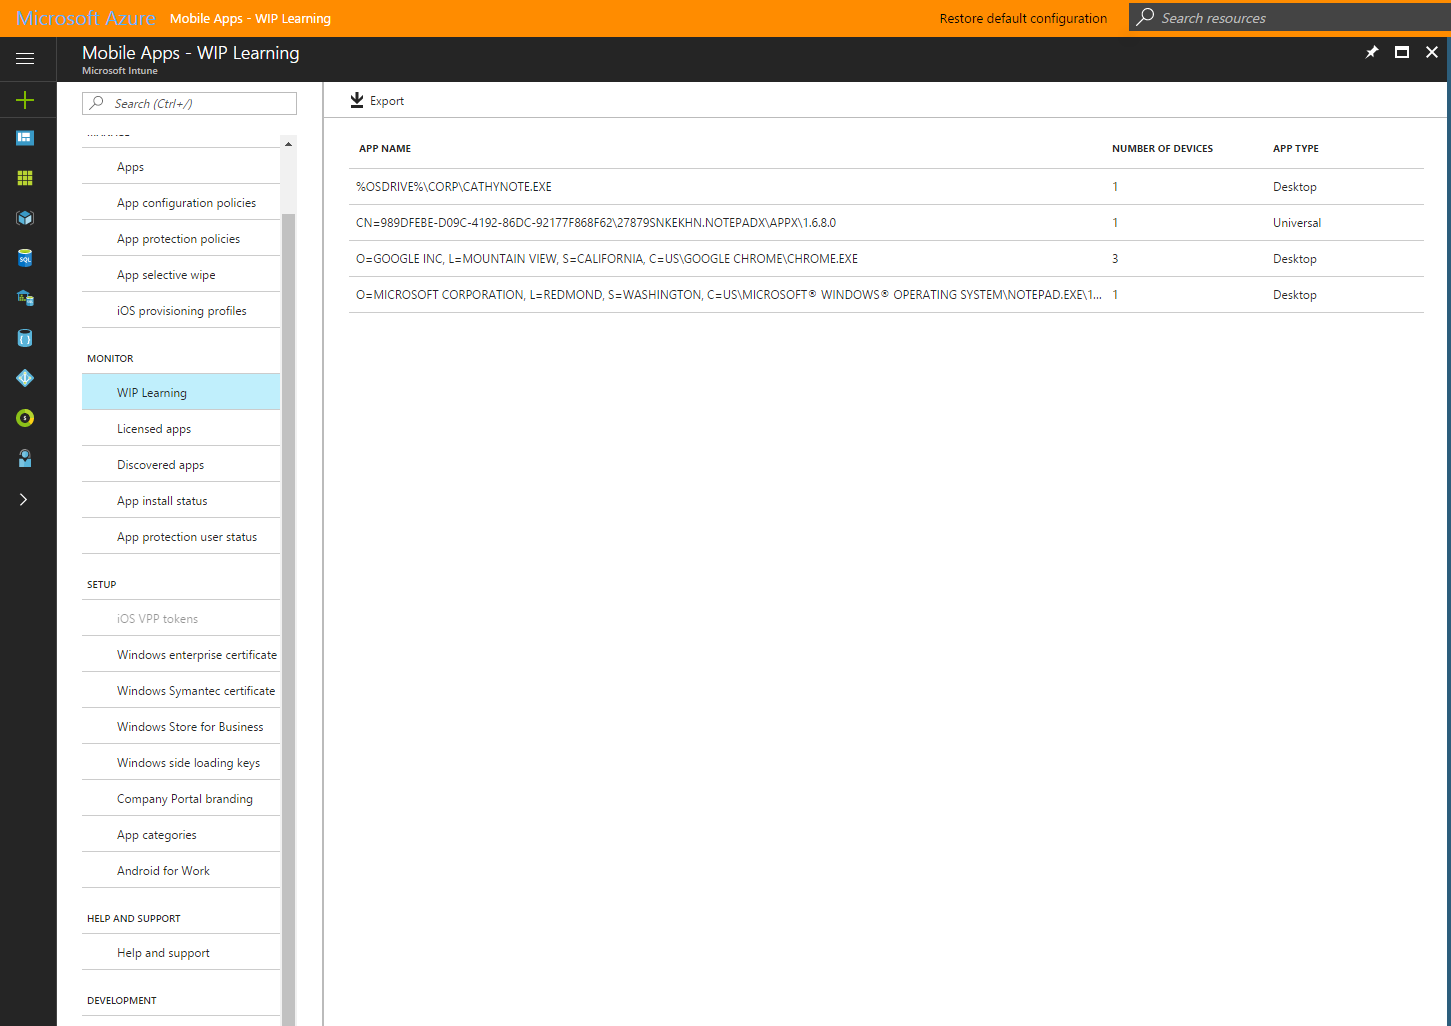 Microsoft Azure Mobile Apps - WIP Learning
Restore default configuration
Search resources
Mobile Apps - WIP Learning
Microsoft Intune
Search (Ctrl+/)
Apps
App configuration policies
App protection policies
App selective wipe
iOS provisioning profiles
MONITOR
WIP Learning
Licensed apps
Discovered apps
App install status
App protection user status
SETUP
iOS VPP tokens
Windows enterprise certificate
Windows Symantec certificate
Windows Store for Business
Windows side loading keys
Company Portal branding
App categories
Android for Work
HELP AND SUPPORT
Help and support
DEVELOPMENT
Export
APP NAME NUMBER OF DEVICES APP TYPE
%OSDRIVE%\CORP\CATHYNOTE.EXE 1 Desktop
CN=989DFEBE-D09C-4192-86DC-92177F868F62\27879SNKEKHN.NOTEPADX\APPX\1.6.8.0 1 Universal
O=GOOGLE INC, L=MOUNTAIN VIEW, S=CALIFORNIA, C=US\GOOGLE CHROME\CHROME.EXE 3 Desktop
O=MICROSOFT CORPORATION, L=REDMOND, S=WASHINGTON, C=US\MICROSOFT® WINDOWS® OPERATING SYSTEM\NOTEPAD.EXE\1... 1 Desktop